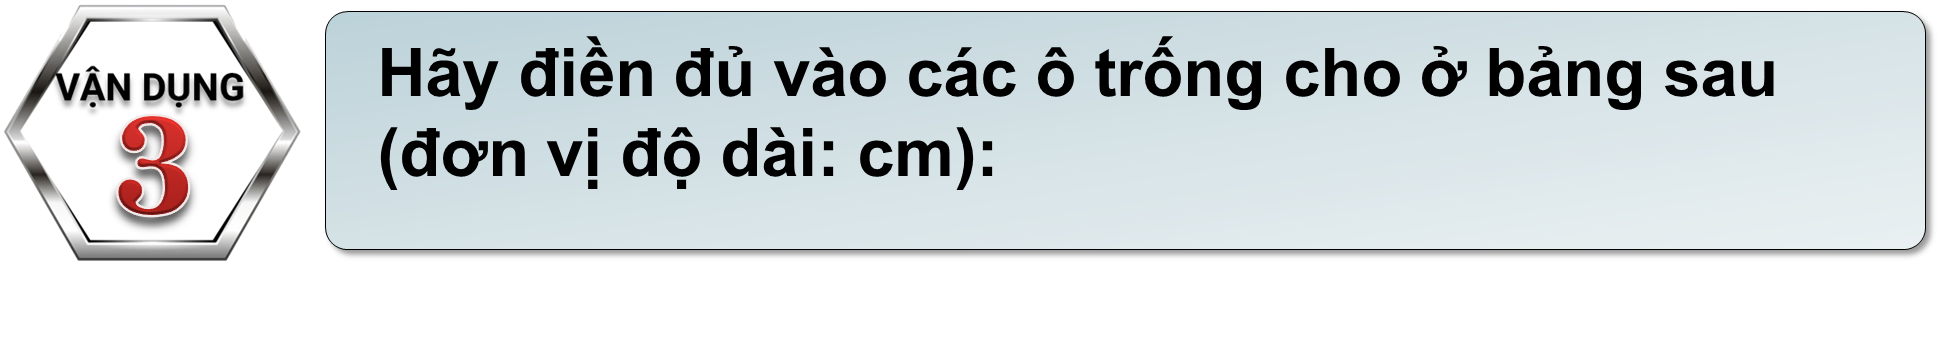 VẬN DỤNG
3
Hãy điền đủ vào các ô trống cho ở bảng sau
(đơn vị độ dài: cm):